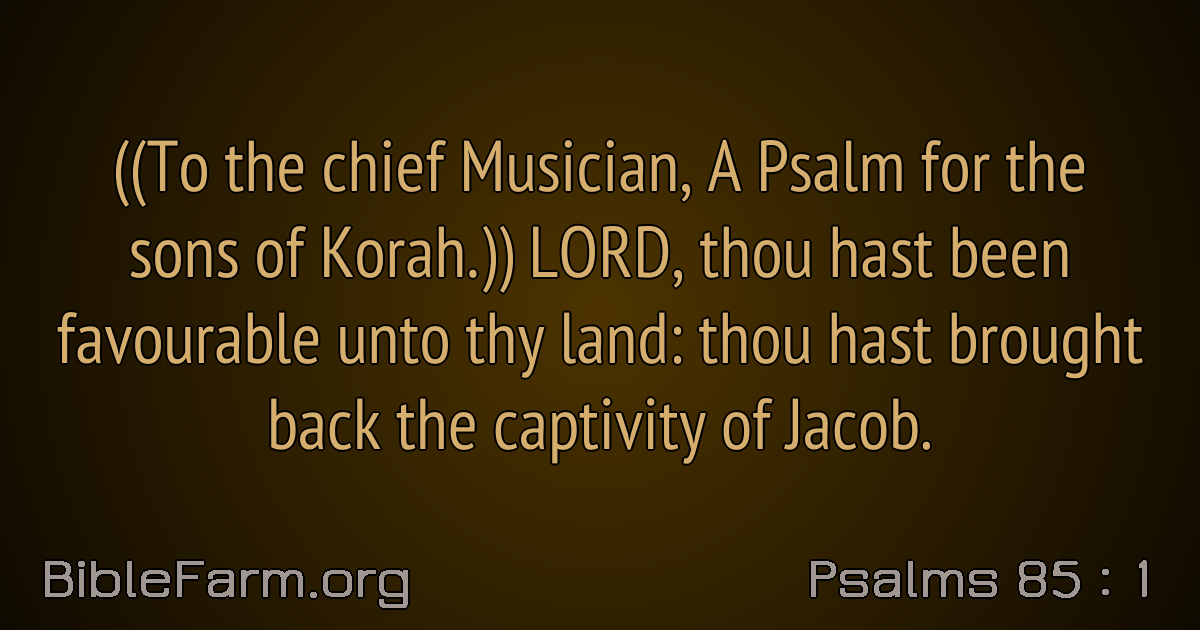 ((To the chief Musician, A Psalm for the
sons of Korah.)) LORD, thou hast been
favourable unto thy land: thou hast brought
back the captivity of Jacob.
BibleFarm.org
Psalms 85 : 1